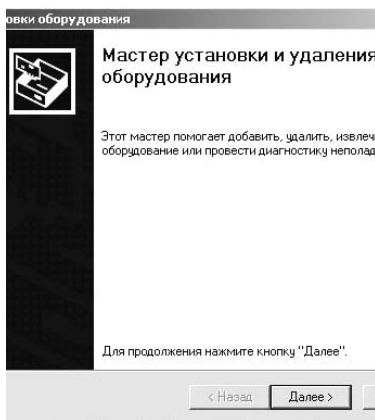 овки оборудования
Мастер установки и удаления
оборудования
Этот мастер помогает добавить, удалить, извлеч
оборудование или провести диагностику неполад
Для продолжения нажмите кнопку "Далее".
< Назад
Далее >